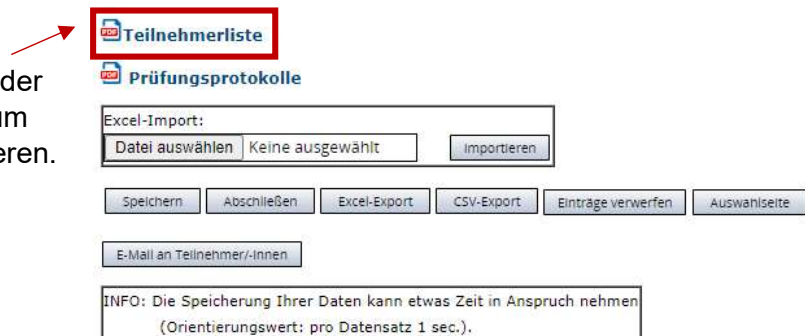 Teilnehmerliste
Prüfungsprotokolle
der
um
eren.
Excel-Import:
Datei auswählen Keine ausgewählt Importieren
Speichern Abschließen Excel-Export CSV-Export Einträge verwerfen Auswahlseite
E-Mail an Teilnehmer/-innen
INFO: Die Speicherung Ihrer Daten kann etwas Zeit in Anspruch nehmen
(Orientierungswert: pro Datensatz 1 sec.).